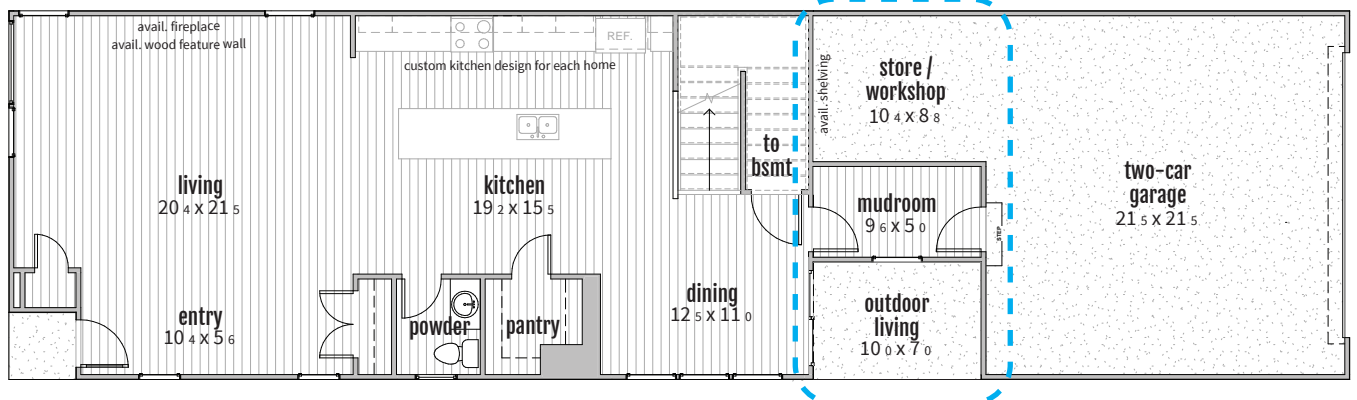 avail. fireplace
avail. wood feature wall
REF.
custom kitchen design for each home
avail. shelving
store /
workshop
10 4 x 8 8
to
bsmt
living
20 4 x 21 5
kitchen
19 2 x 15 5
mudroom
9 6 x 5 0
STEP
two-car
garage
21 5 x 21 5
entry
10 4 x 5 6
powder
pantry
dining
12 5 x 11 0
outdoor
living
10 0 x 7 0